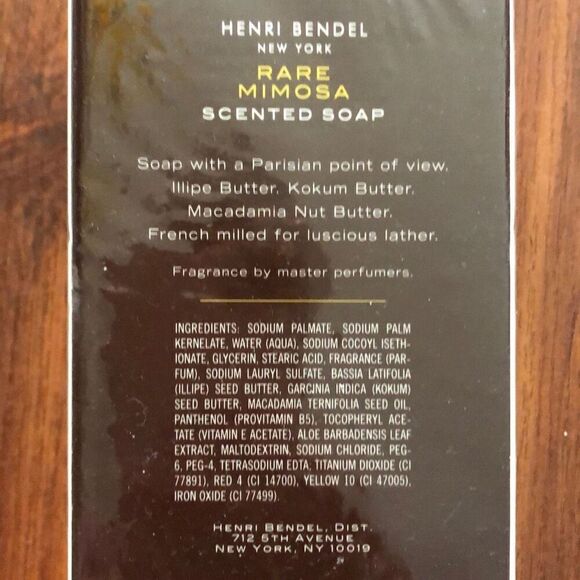 HENRI BENDEL
NEW YORK
RARE
MIMOSA
SCENTED SOAP
Soap with a Parisian point of view.
Illipe Butter. Kokum Butter.
Macadamia Nut Butter.
French milled for luscious lather.
Fragrance by master perfumers.
INGREDIENTS: SODIUM PALMATE, SODIUM PALM
KERNELATE, WATER (AQUA), SODIUM COCOYL ISETH-
IONATE, GLYCERIN, STEARIC ACID, FRAGRANCE (PAR-
FUM), SODIUM LAURYL SULFATE, BASSIA LATIFOLIA
(ILLIPE) SEED BUTTER, GARCINIA INDICA (KOKUM)
SEED BUTTER, MACADAMIA TERNIFOLIA SEED OIL,
PANTHENOL (PROVITAMIN B5), TOCOPHERYL ACE-
TATE (VITAMIN E ACETATE), ALOE BARBADENSIS LEAF
EXTRACT, MALTODEXTRIN, SODIUM CHLORIDE, PEG-
6, PEG-4, TETRASODIUM EDTA, TITANIUM DIOXIDE (CI
77891), RED 4 (CI 14700), YELLOW 10 (CI 47005),
IRON OXIDE (CI 77499).
HENRI BENDEL, DIST.
712 5TH AVENUE
NEW YORK, NY 10019